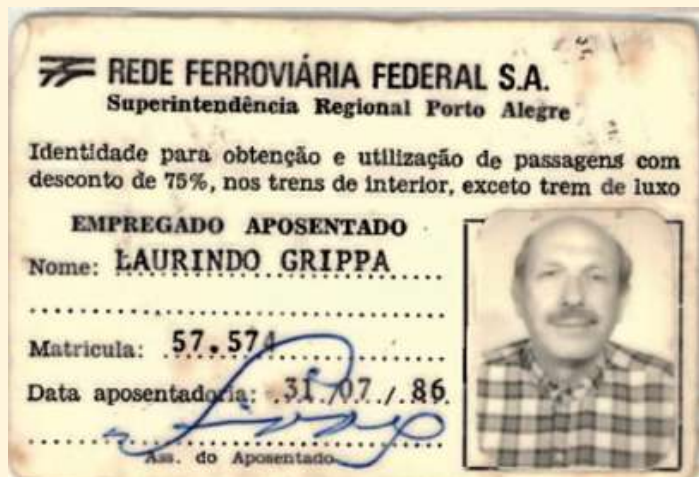 REDE FERROVIÁRIA FEDERAL S.A.
Superintendência Regional Porto Alegre
Identidade para obtenção e utilização de passagens com
desconto de 75%, nos trens de interior, exceto trem de luxo
EMPREGADO APOSENTADO
Nome: LAURINDO GRIPPA
Matricula: 57.574
Data aposentadoria: 31/07/86
Ass. do Aposentado